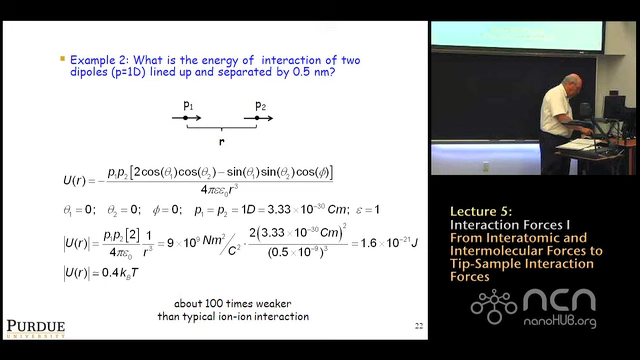 Example 2: What is the energy of interaction of two
dipoles (p=1D) lined up and separated by 0.5 nm?
p₁ p₂
r
U(r) = − p₁p₂[2cos(θ₁)cos(θ₂) − sin(θ₁)sin(θ₂)cos(ϕ)] / 4πεε₀r³
θ₁ = 0; θ₂ = 0; ϕ = 0; p₁ = p₂ = 1D = 3.33 × 10⁻³⁰ Cm; ε = 1
|U(r)| = p₁p₂[2] / 4πε₀ 1/r³ = 9 × 10⁹ Nm²/C² · 2(3.33 × 10⁻³⁰ Cm)² / (0.5 × 10⁻⁹)³ = 1.6 × 10⁻²¹ J
|U(r)| ≅ 0.4 k_BT
about 100 times weaker
than typical ion-ion interaction
PURDUE
UNIVERSITY
22
Lecture 5:
Interaction Forces I
From Interatomic and
Intermolecular Forces to
Tip-Sample Interaction
Forces
ncn
nanoHUB.org